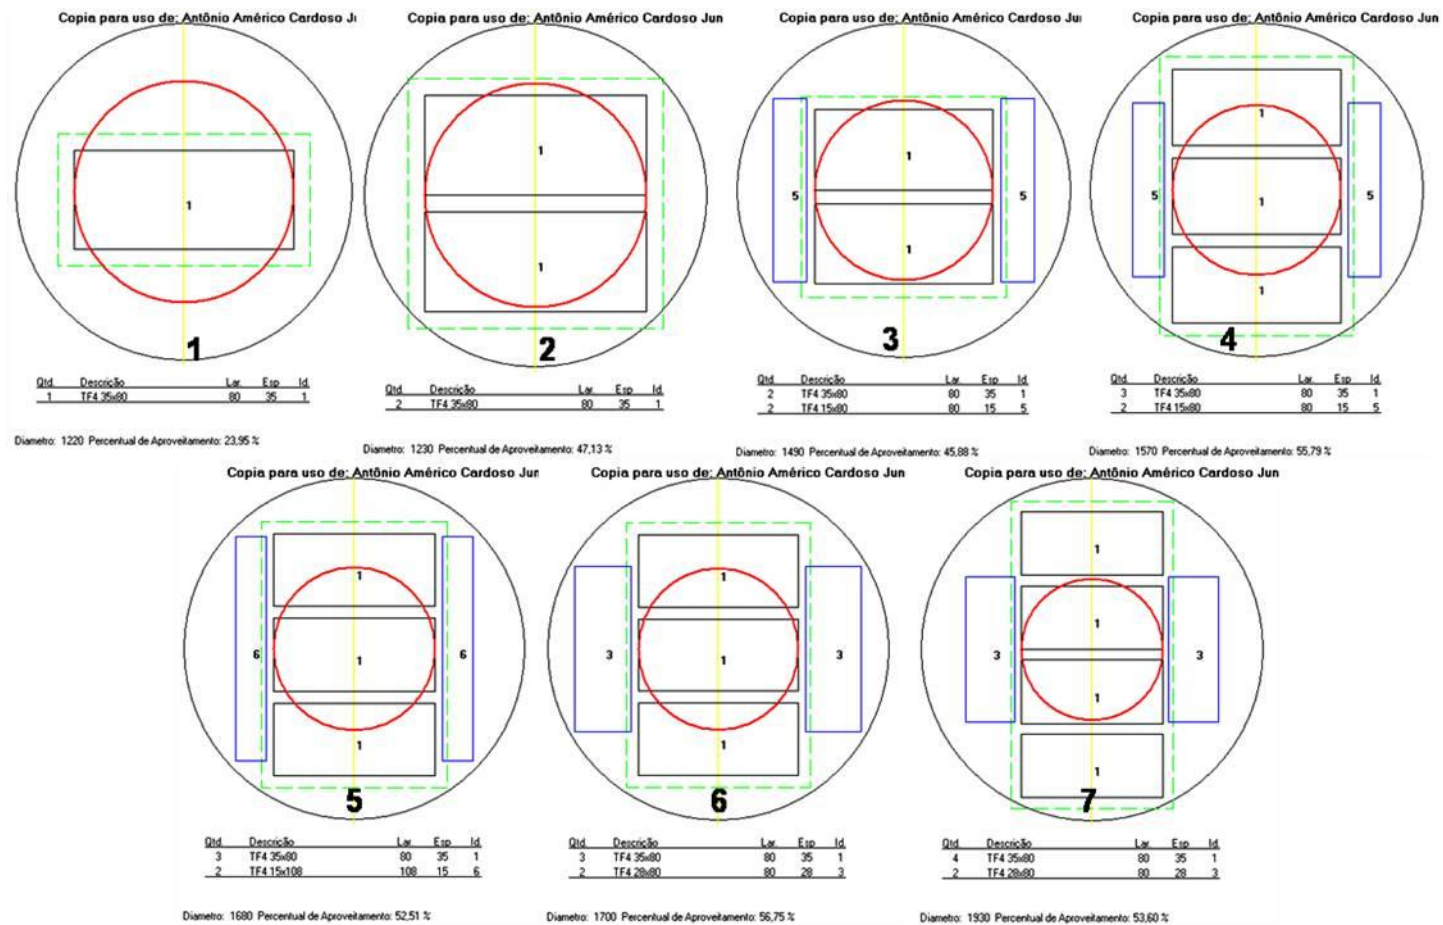 Copia para uso de: Antônio Américo Cardoso Ju
1
1
Qtd Descrição Lar. Esp Id
1 TF4 35x80 80 35 1
Diametro: 1220 Percentual de Aproveitamento: 23,95 %
Copia para uso de: Antônio Américo Cardoso Jun
1
1
2
Qtd Descrição Lar. Esp Id
2 TF4 35x80 80 35 1
Diametro: 1230 Percentual de Aproveitamento: 47,13 %
Copia para uso de: Antônio Américo Cardoso Ju
1
5 5
1
3
Qtd Descrição Lar. Esp Id
2 TF4 35x80 80 35 1
2 TF4 15x80 80 15 5
Diametro: 1490 Percentual de Aproveitamento: 45,88 %
Copia para uso de: Antônio Américo Cardoso Jun
1
5 1 5
1
4
Qtd Descrição Lar. Esp Id
3 TF4 35x80 80 35 1
2 TF4 15x80 80 15 5
Diametro: 1570 Percentual de Aproveitamento: 55,79 %
Copia para uso de: Antônio Américo Cardoso Jun
1
6 1 6
1
5
Qtd Descrição Lar. Esp Id
3 TF4 35x80 80 35 1
2 TF4 15x108 108 15 6
Diametro: 1680 Percentual de Aproveitamento: 52,51 %
Copia para uso de: Antônio Américo Cardoso Jun
1
3 1 3
1
6
Qtd Descrição Lar. Esp Id
3 TF4 35x80 80 35 1
2 TF4 28x80 80 28 3
Diametro: 1700 Percentual de Aproveitamento: 56,75 %
Copia para uso de: Antônio Américo Cardoso Jun
1
1
3 3
1
1
7
Qtd Descrição Lar. Esp Id
4 TF4 35x80 80 35 1
2 TF4 28x80 80 28 3
Diametro: 1930 Percentual de Aproveitamento: 53,60 %